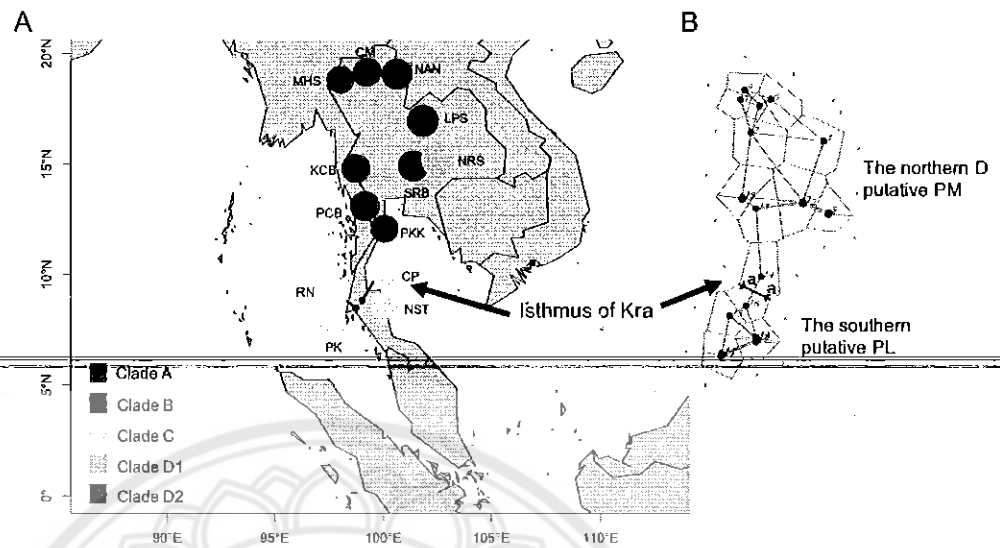 A
B
20°N
15°N
10°N
5°N
0°
CM
MHS
NAN
LPS
KCB
NRS
SRB
PCB
PKK
CP
RN
NST
PK
Isthmus of Kra
Clade A
Clade B
Clade C
Clade D1
Clade D2
90°E
95°E
100°E
105°E
110°E
The northern D
putative PM
a
a
The southern
putative PL